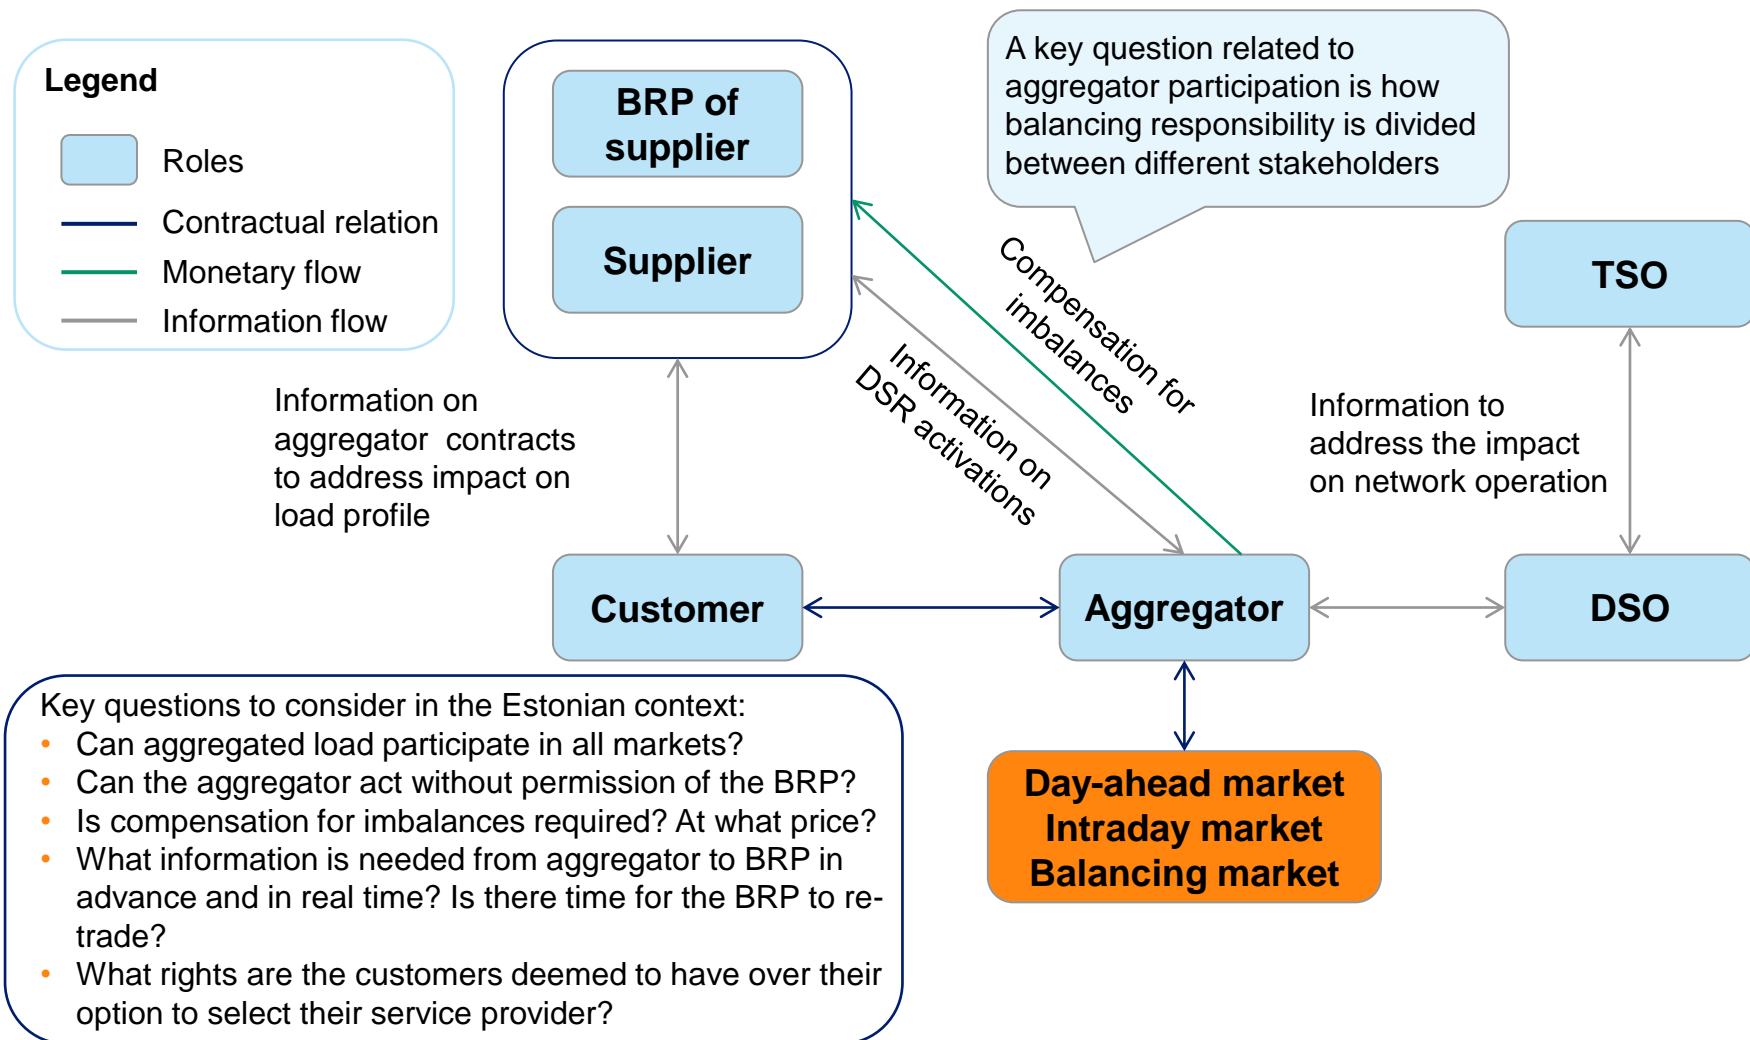 Legend
Roles
Contractual relation
Monetary flow
Information flow
BRP of
supplier
Supplier
A key question related to
aggregator participation is how
balancing responsibility is divided
between different stakeholders
TSO
Compensation for
imbalances
Information on
DSR activations
Information on
aggregator contracts
to address impact on
load profile
Information to
address the impact
on network operation
Customer
Aggregator
DSO
Key questions to consider in the Estonian context:
• Can aggregated load participate in all markets?
• Can the aggregator act without permission of the BRP?
• Is compensation for imbalances required? At what price?
• What information is needed from aggregator to BRP in
advance and in real time? Is there time for the BRP to re-
trade?
• What rights are the customers deemed to have over their
option to select their service provider?
Day-ahead market
Intraday market
Balancing market